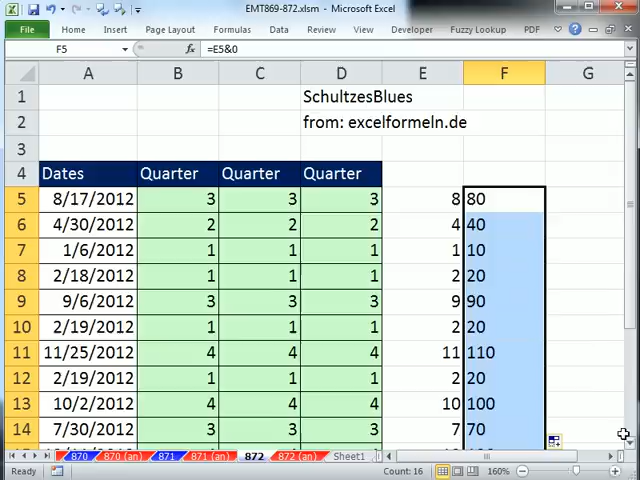 EMT869-872.xlsm - Microsoft Excel
File Home Insert Page Layout Formulas Data Review View Developer Fuzzy Lookup PDF
F5 fx =E5&0
A B C D E F G
1 SchultzesBlues
2 from: excelformeln.de
3
4 Dates Quarter Quarter Quarter
5 8/17/2012 3 3 3 8 80
6 4/30/2012 2 2 2 4 40
7 1/6/2012 1 1 1 1 10
8 2/18/2012 1 1 1 2 20
9 9/6/2012 3 3 3 9 90
10 2/19/2012 1 1 1 2 20
11 11/25/2012 4 4 4 11 110
12 2/19/2012 1 1 1 2 20
13 10/2/2012 4 4 4 10 100
14 7/30/2012 3 3 3 7 70
870 870 (an) 871 871 (an) 872 872 (an) Sheet1
Ready Count: 16 160%